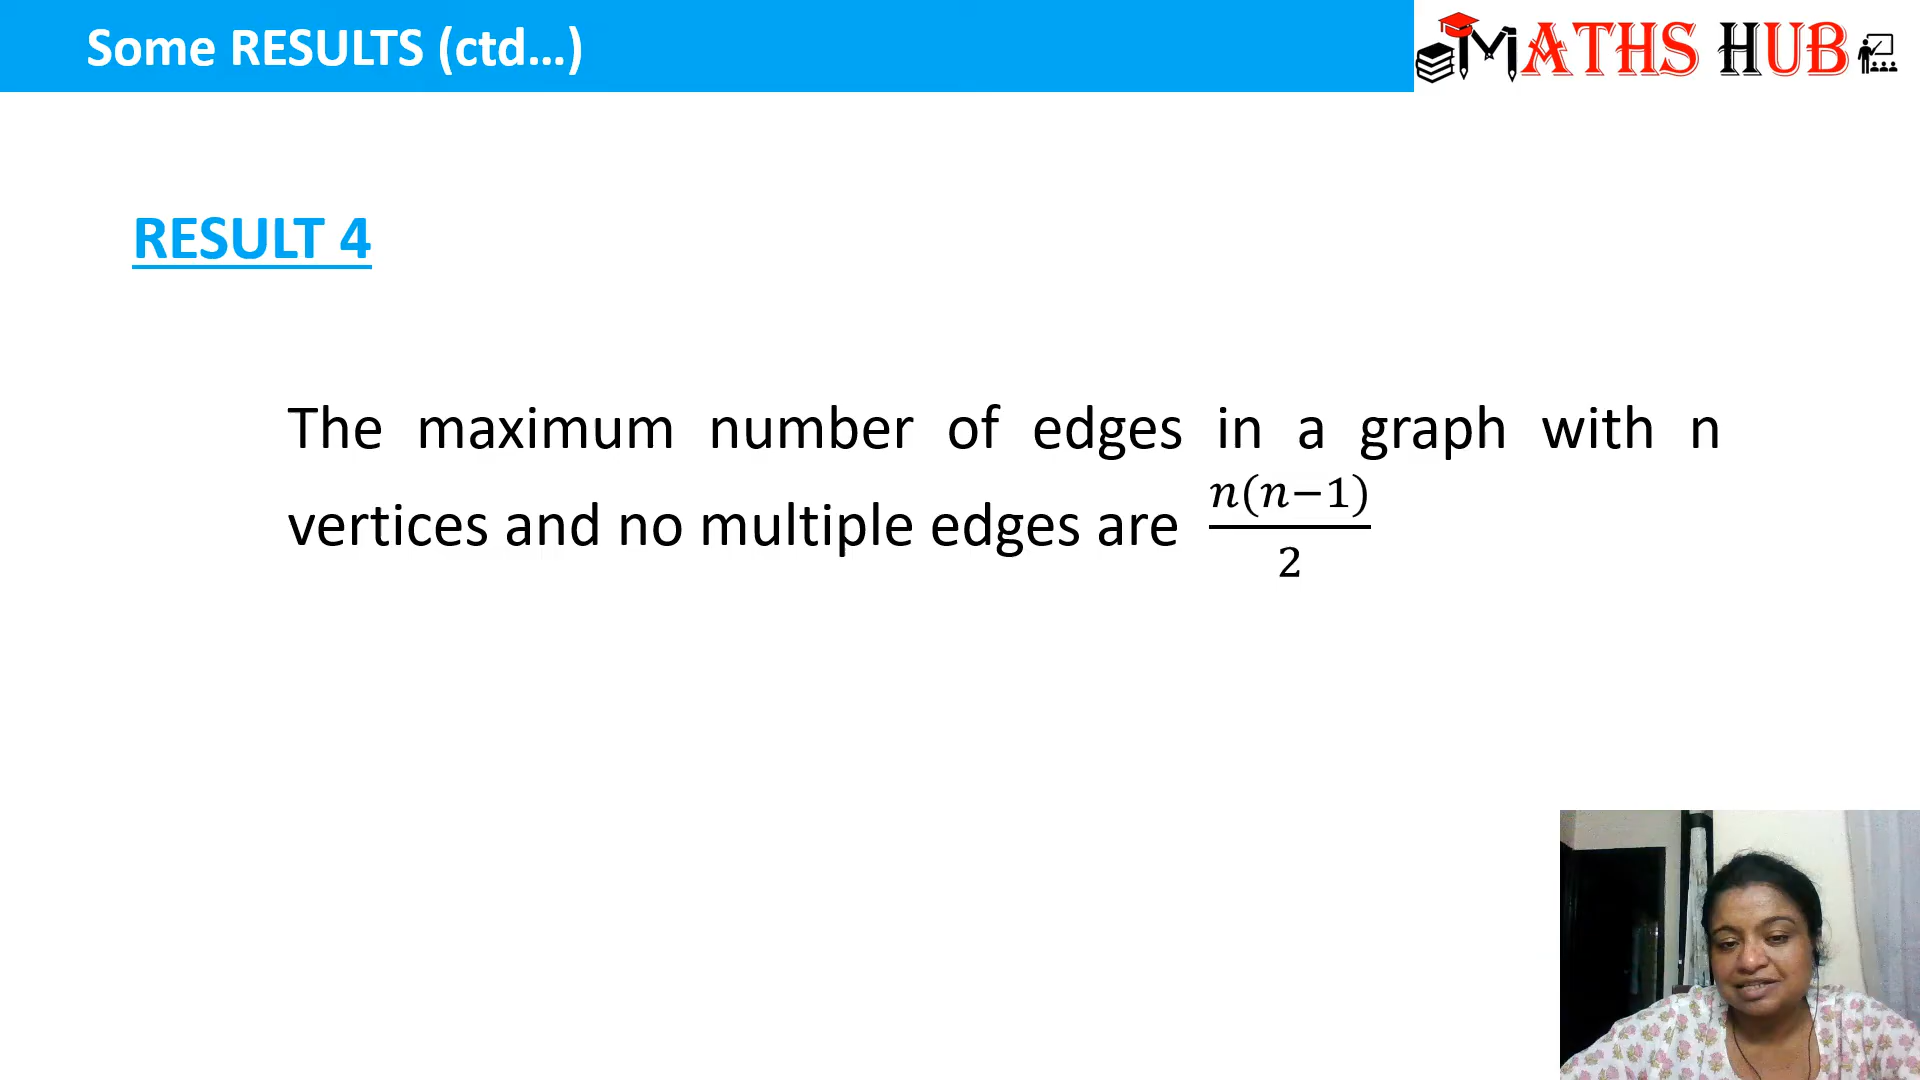 Some RESULTS (ctd...)
MATHS HUB
RESULT 4
The maximum number of edges in a graph with n
vertices and no multiple edges are n(n−1)/2